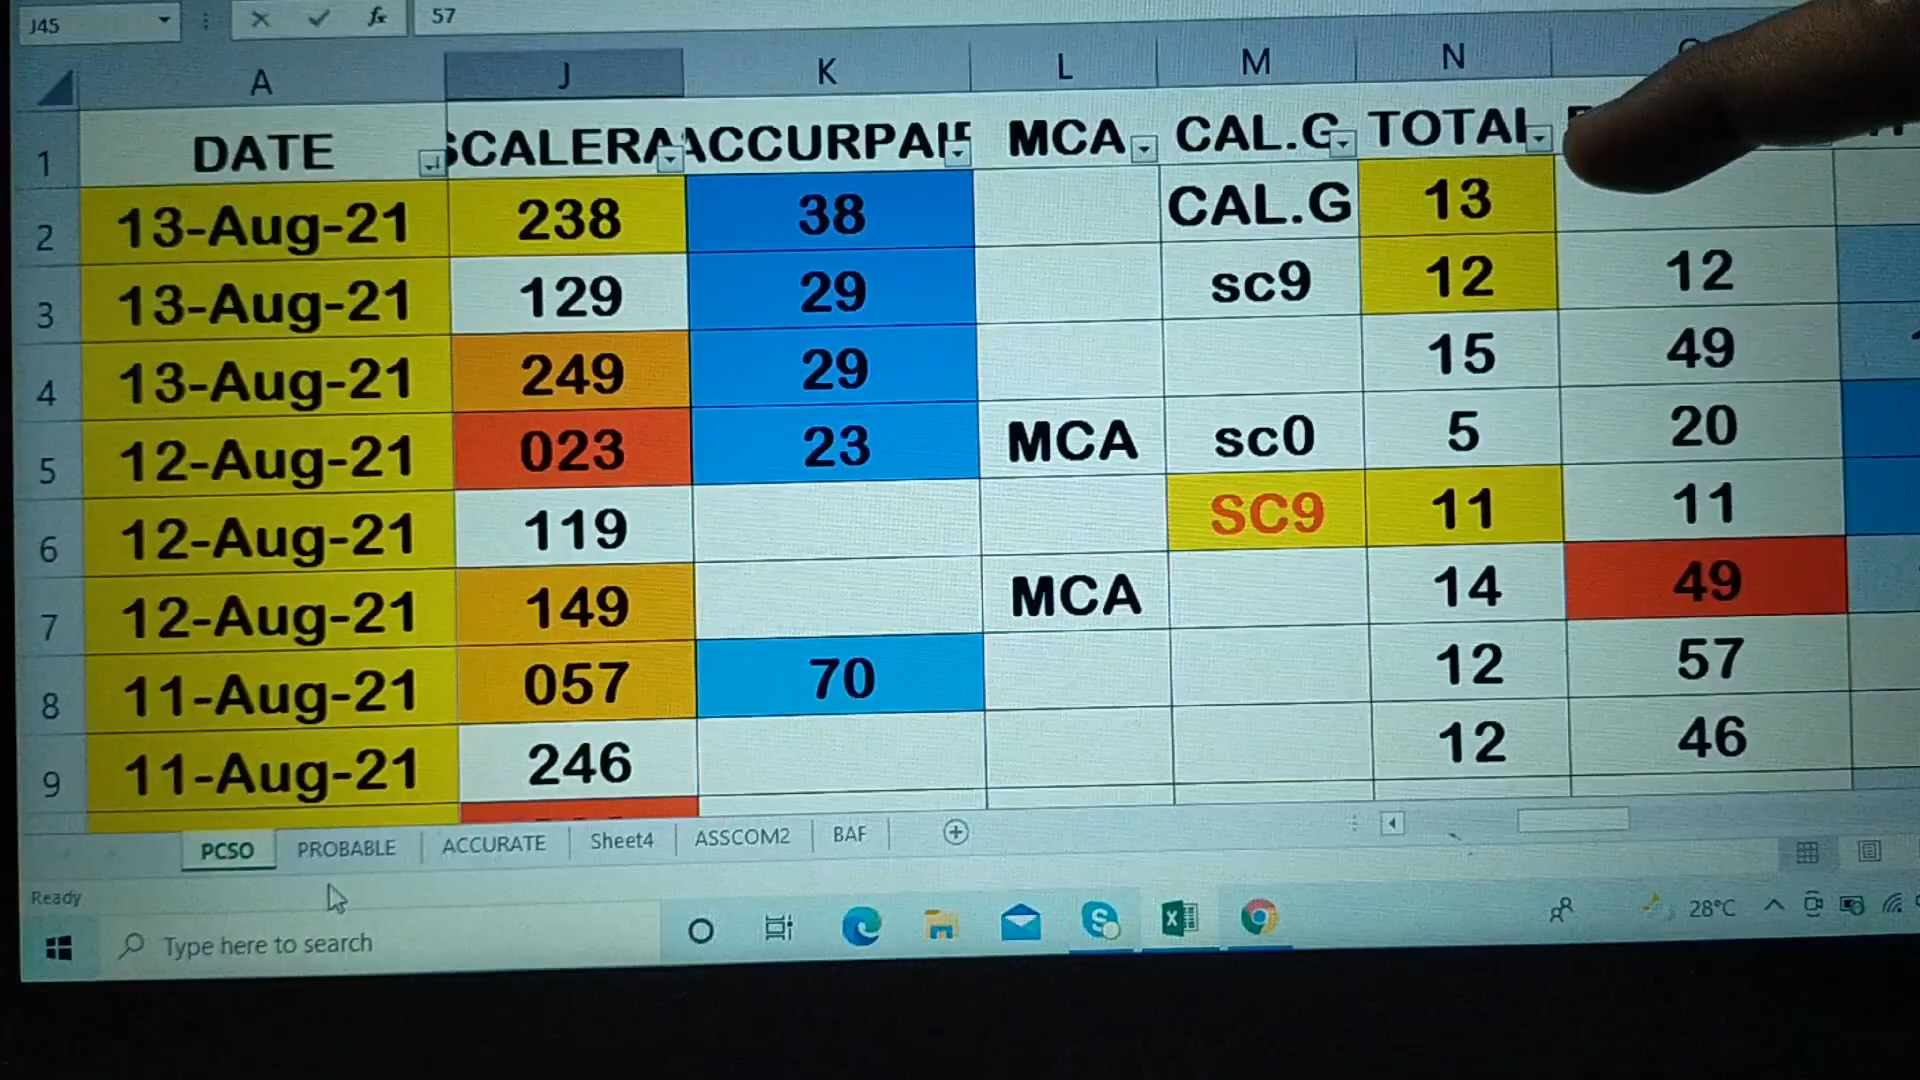 J45 57
A J K L M N
1 DATE SCALERA ACCURPAI MCA CAL.G TOTAL
2 13-Aug-21 238 38 CAL.G 13
3 13-Aug-21 129 29 sc9 12 12
4 13-Aug-21 249 29 15 49
5 12-Aug-21 023 23 MCA sc0 5 20
6 12-Aug-21 119 SC9 11 11
7 12-Aug-21 149 MCA 14 49
8 11-Aug-21 057 70 12 57
9 11-Aug-21 246 12 46
PCSO PROBABLE ACCURATE Sheet4 ASSCOM2 BAF
Ready
Type here to search 28°C